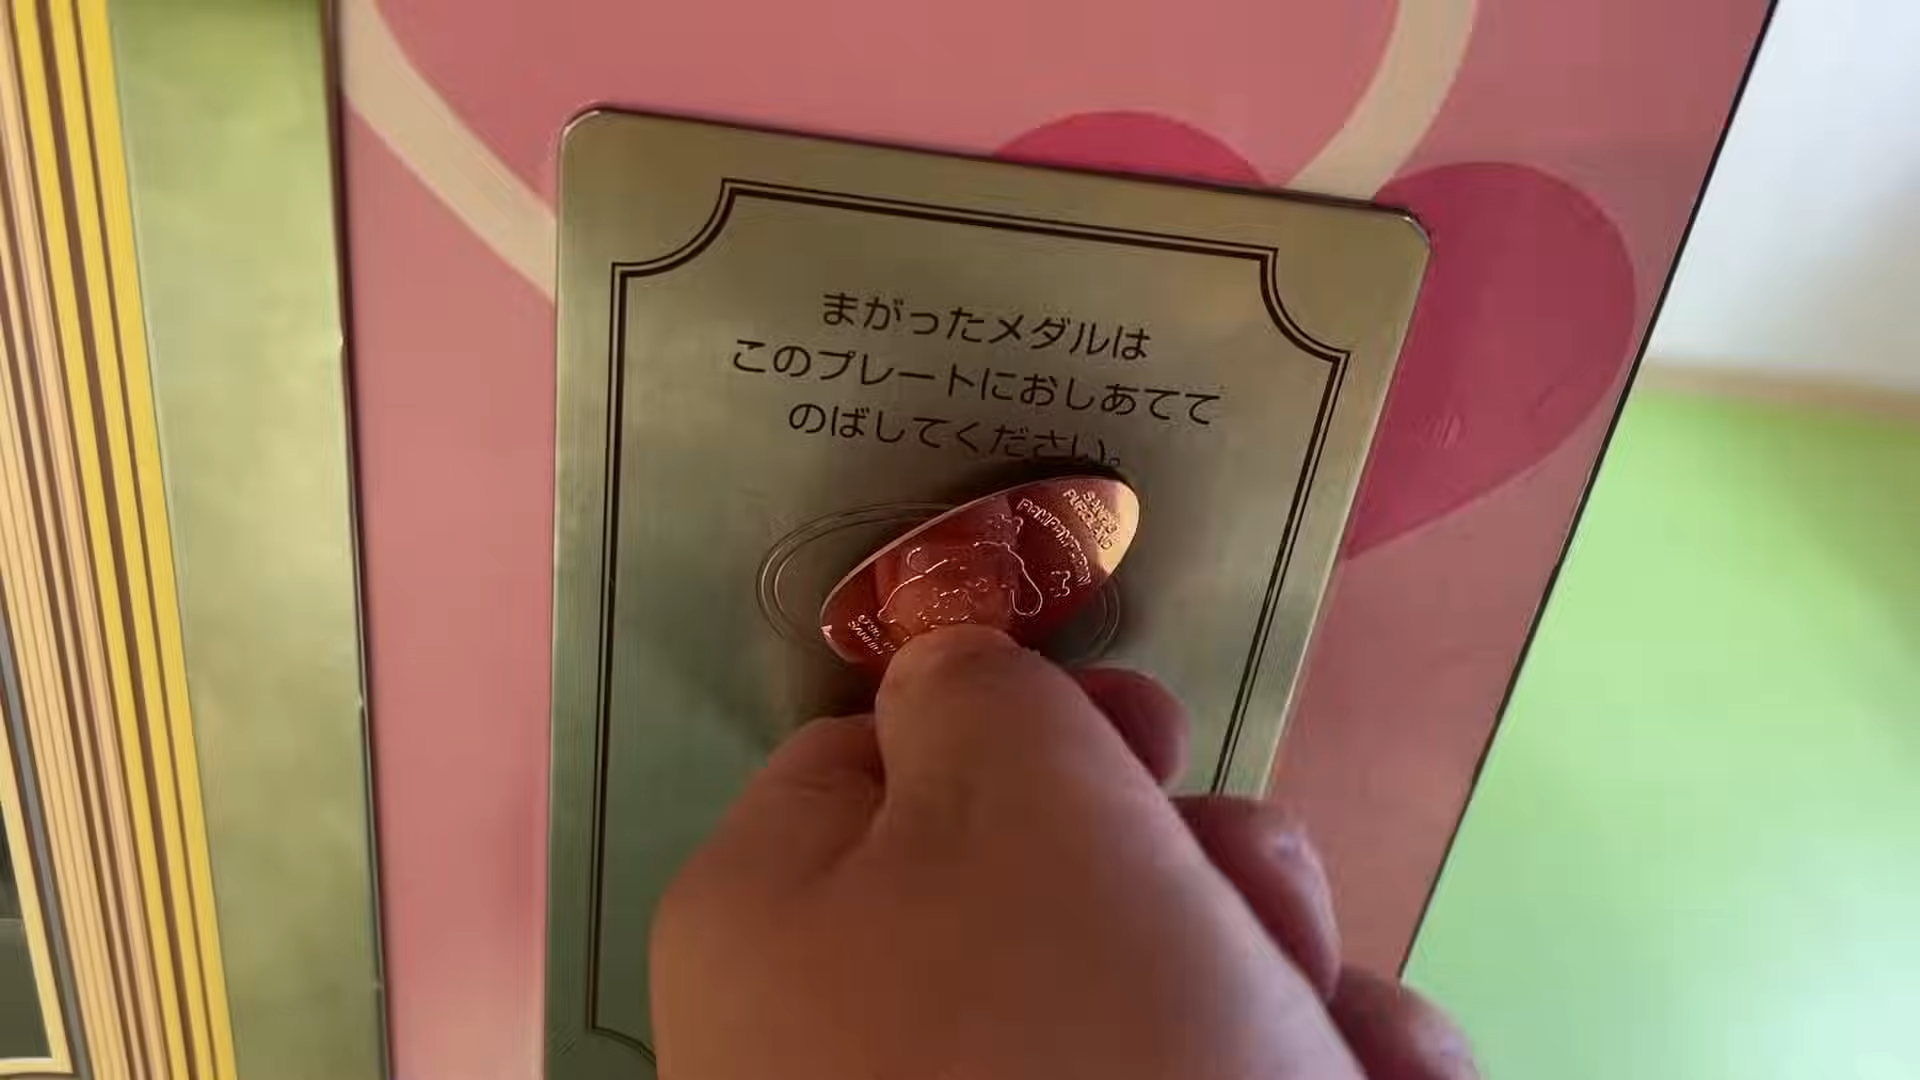 まがったメダルは
このプレートにおしあてて
のばしてください。
SANRIO
PUROLAND
POMPOMPURIN
SANRIO